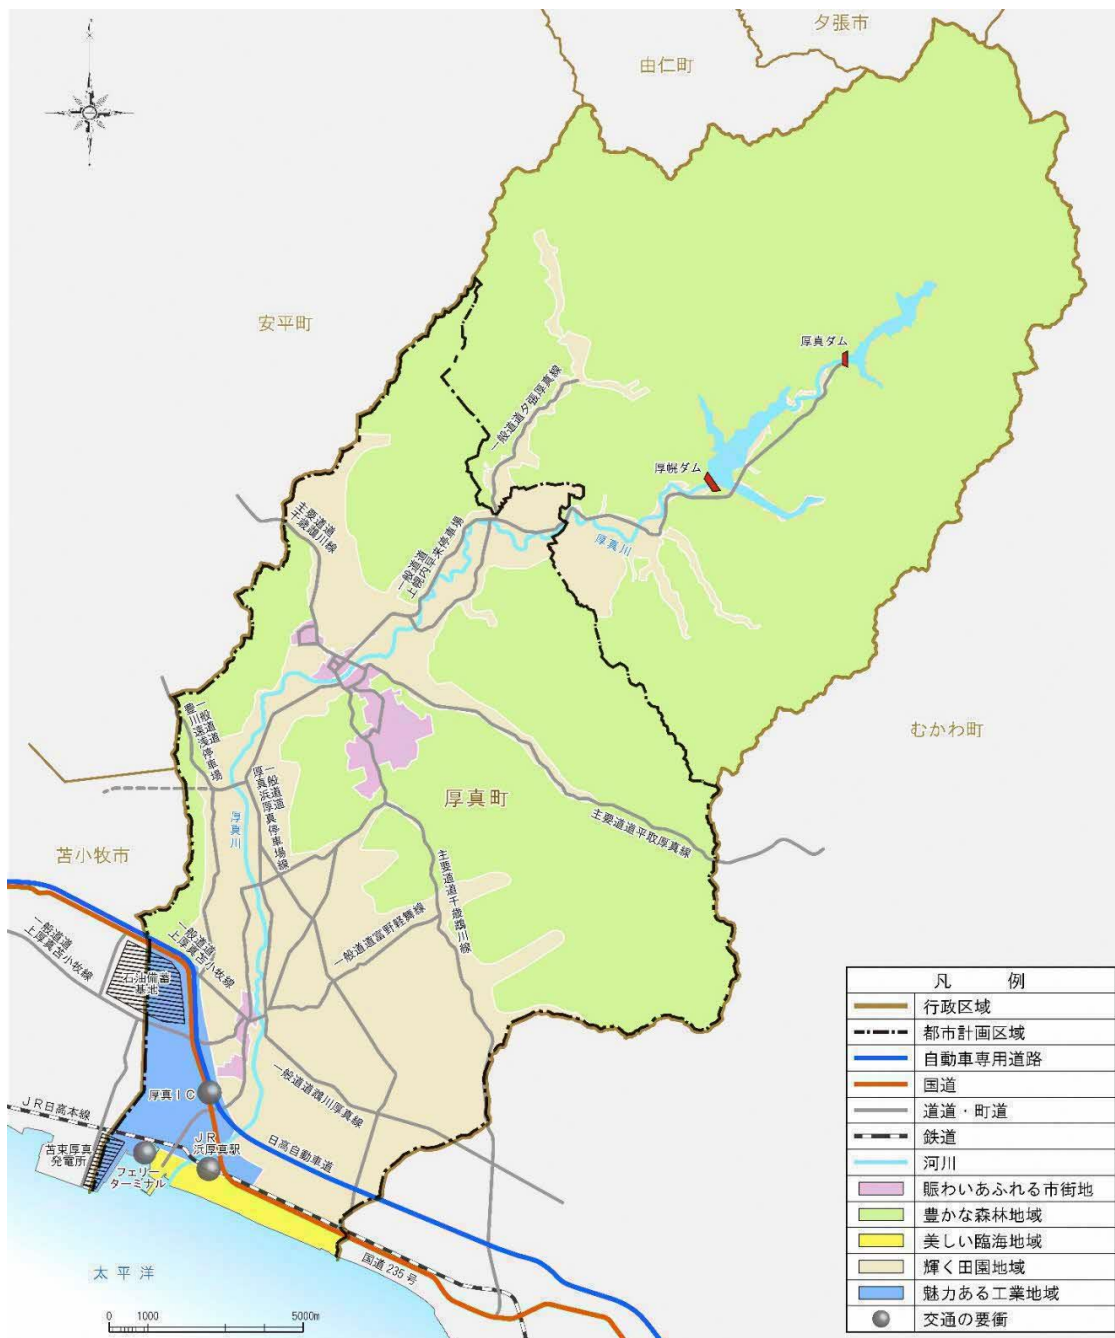 夕張市
由仁町
安平町
厚真ダム
一般道道夕張厚真線
厚幌ダム
主要道道
千歳鵡川線
一般道道
上幌内早来停車場
厚真川
むかわ町
一般道道
豊川遠浅停車場
一般道道
厚真浜厚真停車場線
厚真町
厚真川
主要道道平取厚真線
苫小牧市
主要道道千歳鵡川線
一般道道富野軽舞線
一般道道
上厚真苫小牧線
一般道道
上厚真苫小牧線
石油備蓄
基地
凡 例
行政区域
都市計画区域
自動車専用道路
国道
道道・町道
鉄道
河川
賑わいあふれる市街地
豊かな森林地域
美しい臨海地域
輝く田園地域
魅力ある工業地域
交通の要衝
厚真IC
一般道道鵡川厚真線
JR日高本線
JR
浜厚真駅
日高自動車道
苫東厚真
発電所
フェリー
ターミナル
国道235号
太平洋
0 1000 5000m